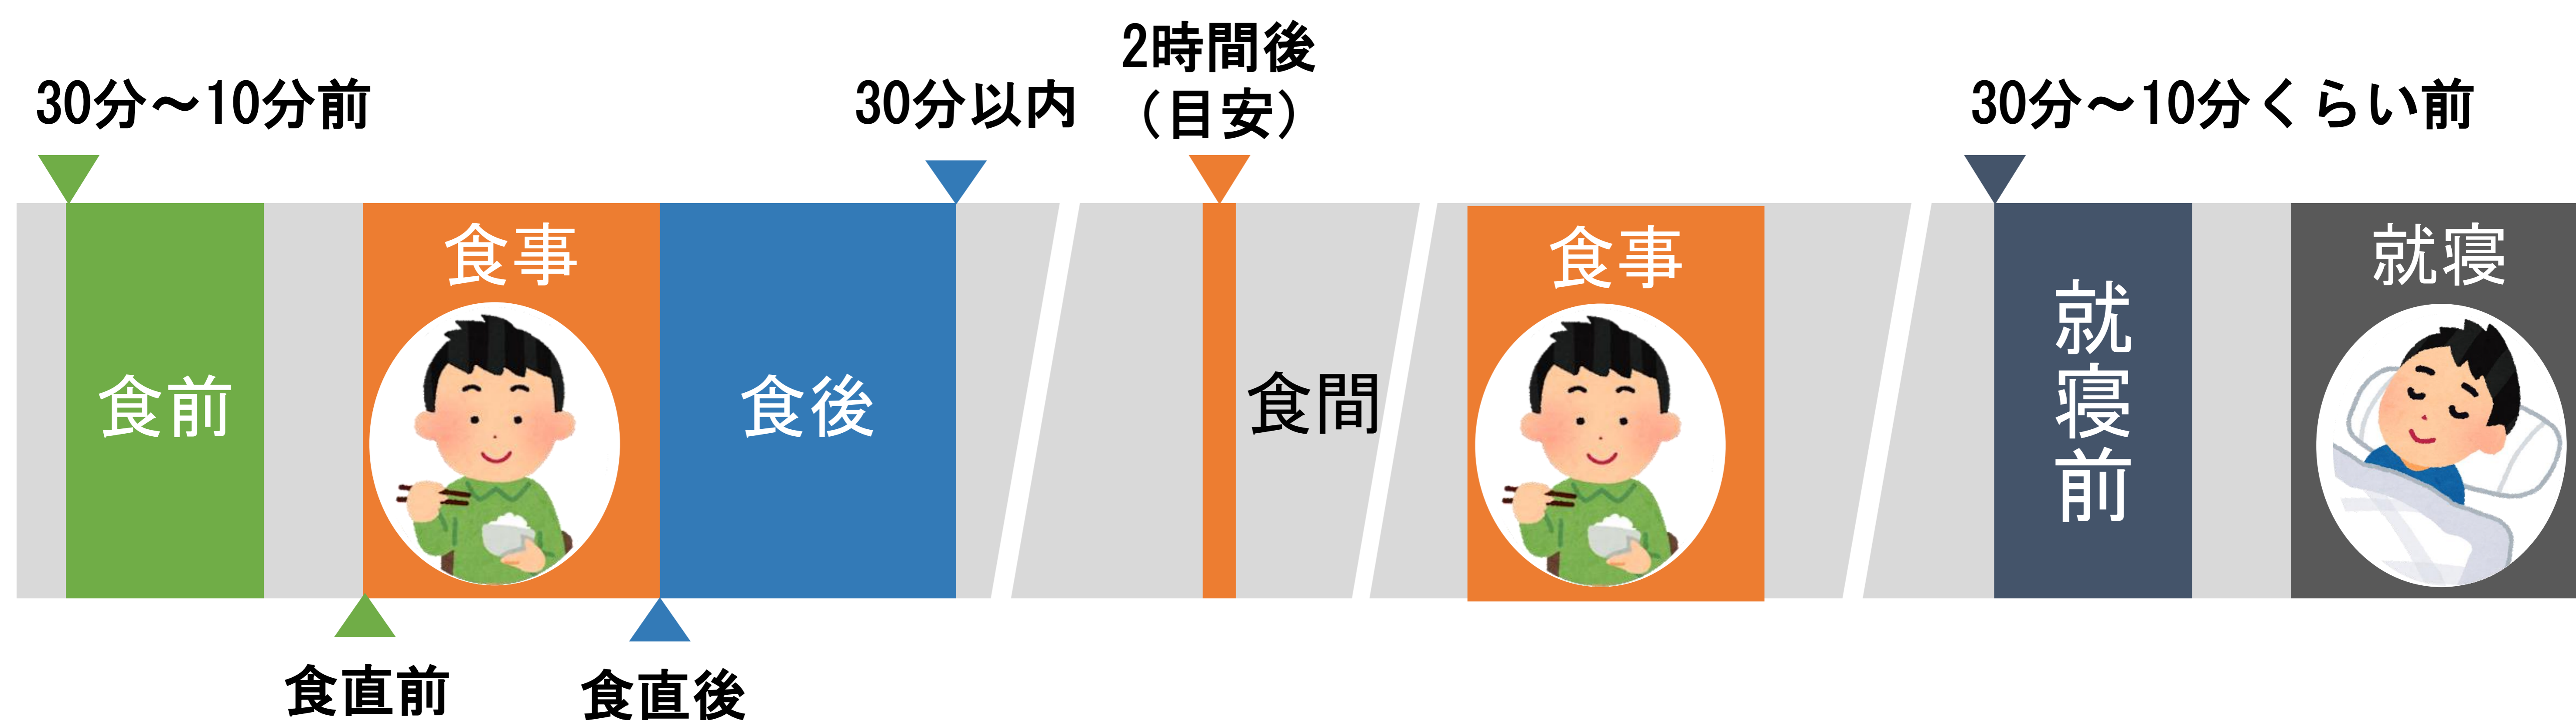 30分～10分前
30分以内
2時間後
（目安）
30分～10分くらい前
食前
食事
食後
食間
食事
就寝前
就寝
食直前
食直後